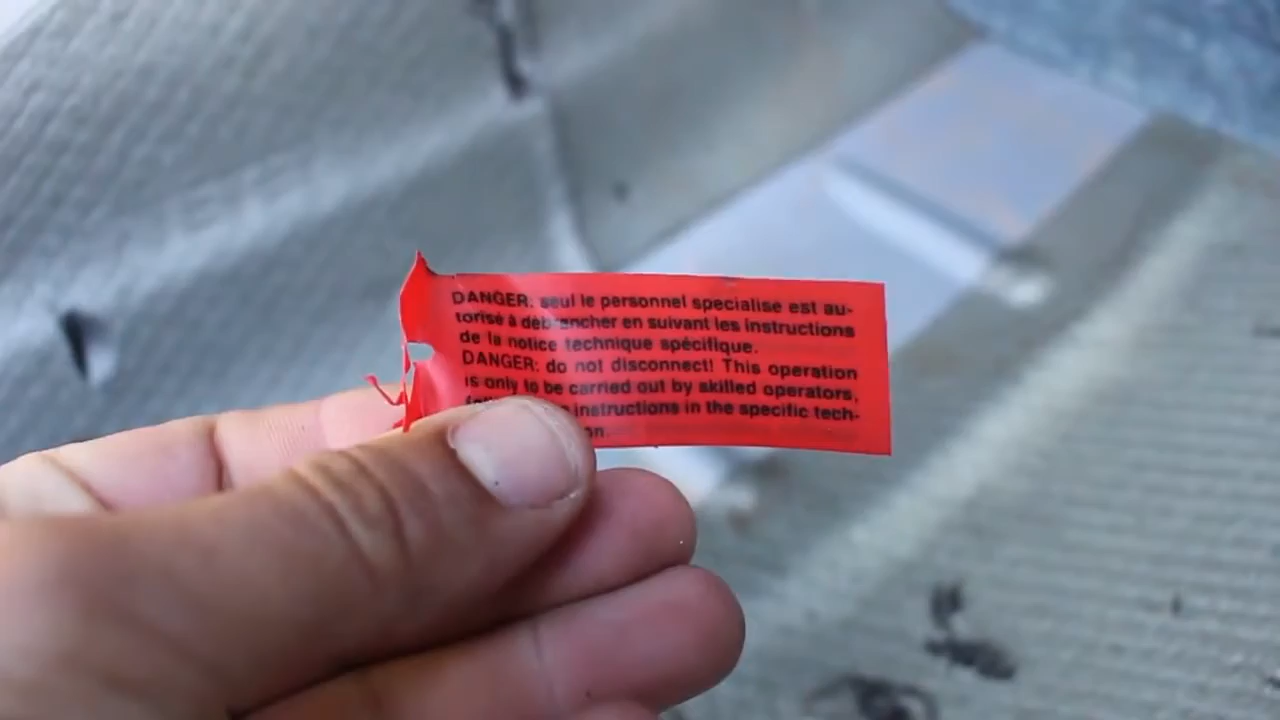 DANGER: seul le personnel specialise est au-
torisé à débrancher en suivant les instructions
de la notice technique spécifique.
DANGER: do not disconnect! This operation
is only to be carried out by skilled operators,
instructions in the specific tech-